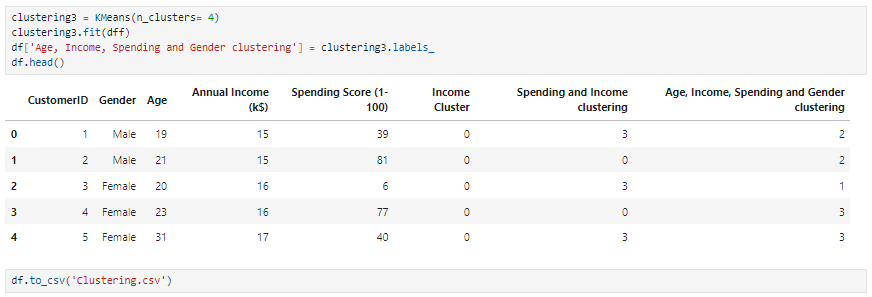 clustering3 = KMeans(n_clusters= 4)
clustering3.fit(dff)
df['Age, Income, Spending and Gender clustering'] = clustering3.labels_
df.head()
CustomerID Gender Age Annual Income (k$) Spending Score (1-100) Income Cluster Spending and Income clustering Age, Income, Spending and Gender clustering
0 1 Male 19 15 39 0 3 2
1 2 Male 21 15 81 0 0 2
2 3 Female 20 16 6 0 3 1
3 4 Female 23 16 77 0 0 3
4 5 Female 31 17 40 0 3 3
df.to_csv('Clustering.csv')